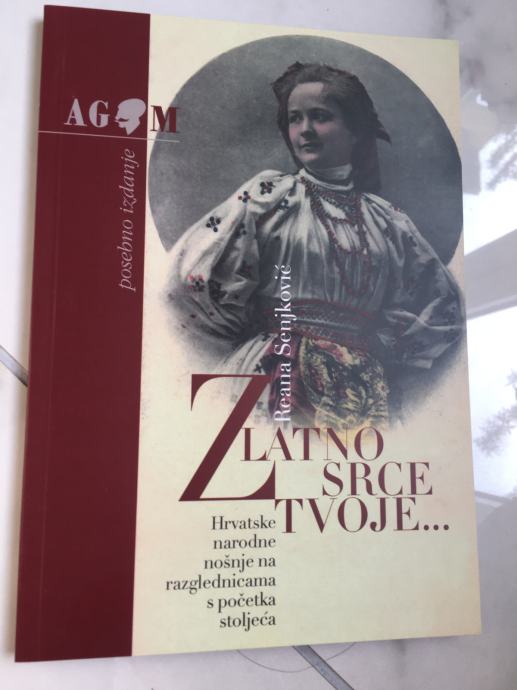 AGM
posebno izdanje
Reana Senjković
ZLATNO
SRCE
TVOJE...
Hrvatske
narodne
nošnje na
razglednicama
s početka
stoljeća